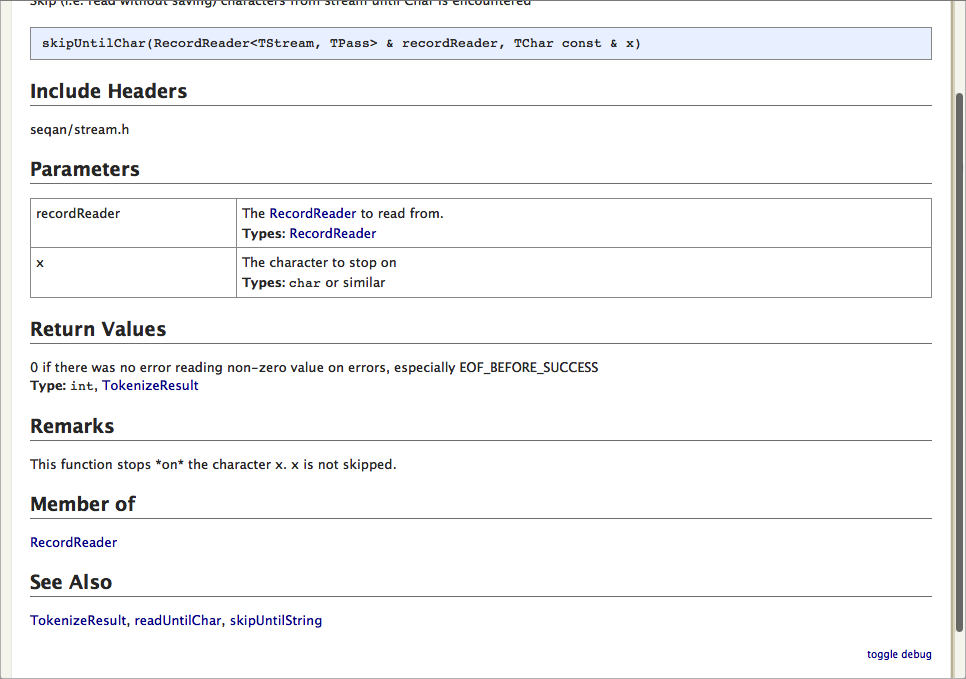 Skip (i.e. read without saving) characters from stream until Char is encountered
skipUntilChar(RecordReader<TStream, TPass> & recordReader, TChar const & x)
Include Headers
seqan/stream.h
Parameters
recordReader
The RecordReader to read from.
Types: RecordReader
x
The character to stop on
Types: char or similar
Return Values
0 if there was no error reading non-zero value on errors, especially EOF_BEFORE_SUCCESS
Type: int, TokenizeResult
Remarks
This function stops *on* the character x. x is not skipped.
Member of
RecordReader
See Also
TokenizeResult, readUntilChar, skipUntilString
toggle debug